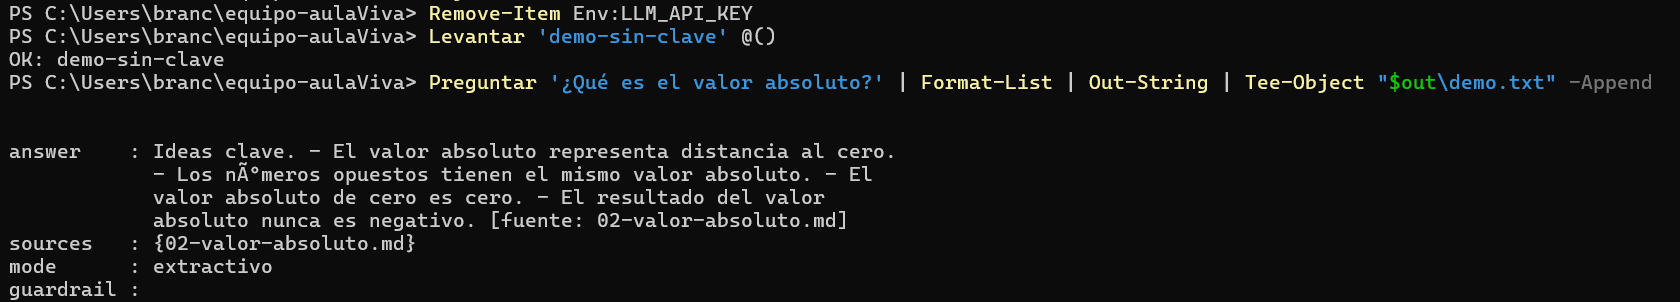 PS C:\Users\branc\equipo-aulaViva> Remove-Item Env:LLM_API_KEY
PS C:\Users\branc\equipo-aulaViva> Levantar 'demo-sin-clave' @()
OK: demo-sin-clave
PS C:\Users\branc\equipo-aulaViva> Preguntar '¿Qué es el valor absoluto?' | Format-List | Out-String | Tee-Object "$out\demo.txt" -Append
answer    : Ideas clave. - El valor absoluto representa distancia al cero.
            - Los nÃºmeros opuestos tienen el mismo valor absoluto. - El
            valor absoluto de cero es cero. - El resultado del valor
            absoluto nunca es negativo. [fuente: 02-valor-absoluto.md]
sources   : {02-valor-absoluto.md}
mode      : extractivo
guardrail :